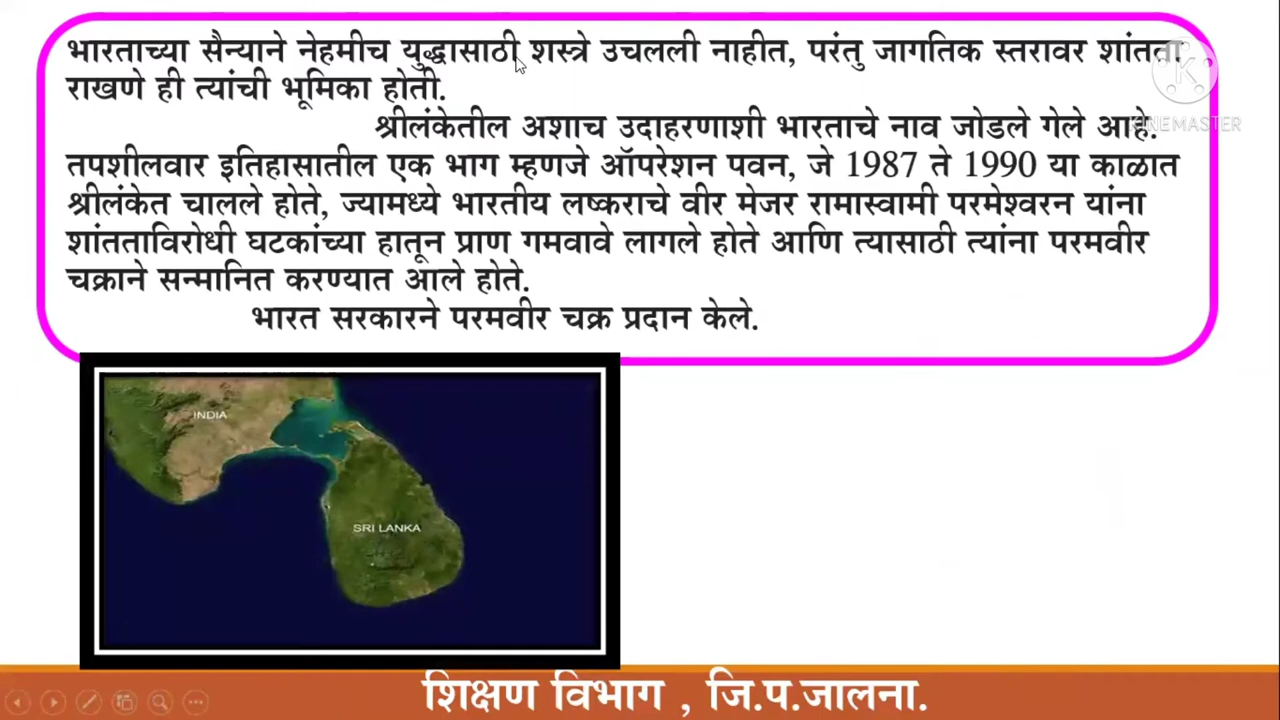 भारताच्या सैन्याने नेहमीच युद्धासाठी शस्त्रे उचलली नाहीत, परंतु जागतिक स्तरावर शांतता
राखणे ही त्यांची भूमिका होती.
श्रीलंकेतील अशाच उदाहरणाशी भारताचे नाव जोडले गेले आहे.
तपशीलवार इतिहासातील एक भाग म्हणजे ऑपरेशन पवन, जे 1987 ते 1990 या काळात
श्रीलंकेत चालले होते, ज्यामध्ये भारतीय लष्कराचे वीर मेजर रामास्वामी परमेश्वरन यांना
शांतताविरोधी घटकांच्या हातून प्राण गमवावे लागले होते आणि त्यासाठी त्यांना परमवीर
चक्राने सन्मानित करण्यात आले होते.
भारत सरकारने परमवीर चक्र प्रदान केले.
K
KINEMASTER
INDIA
SRI LANKA
शिक्षण विभाग , जि.प.जालना.